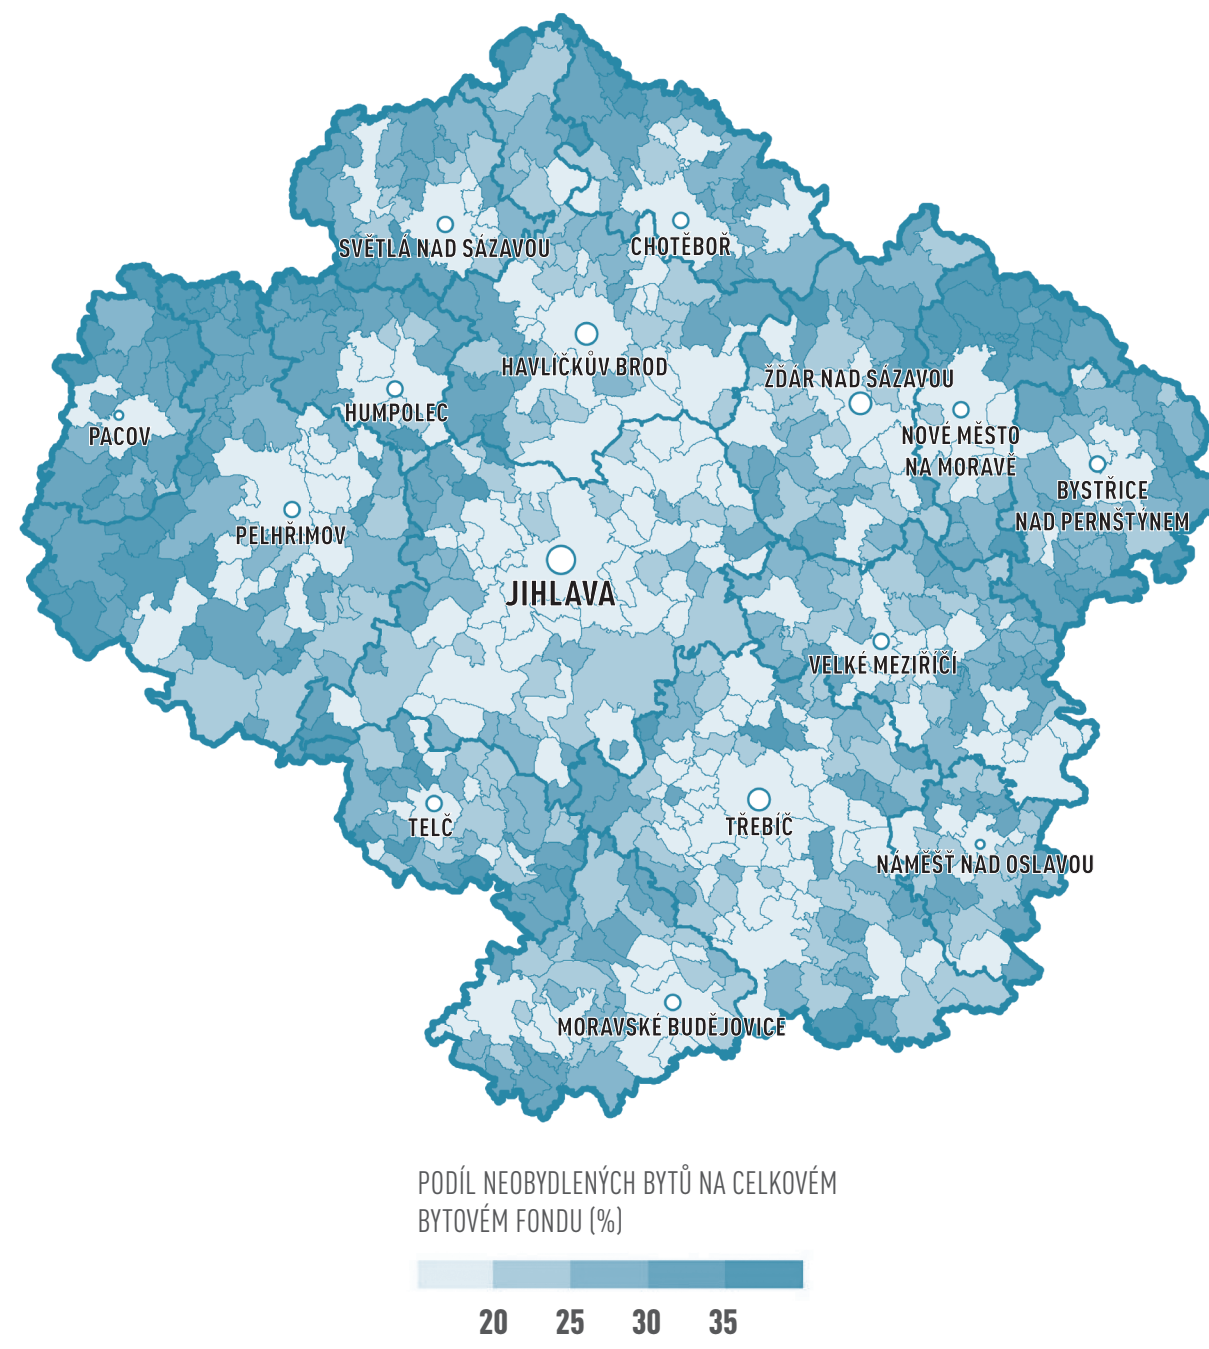 SVĚTLÁ NAD SÁZAVOU
CHOTĚBOŘ
HAVLÍČKŮV BROD
ŽĎÁR NAD SÁZAVOU
HUMPOLEC
PACOV
NOVÉ MĚSTO
NA MORAVĚ
BYSTŘICE
NAD PERNŠTÝNEM
PELHŘIMOV
JIHLAVA
VELKÉ MEZIŘÍČÍ
TELČ
TŘEBÍČ
NÁMĚŠŤ NAD OSLAVOU
MORAVSKÉ BUDĚJOVICE
PODÍL NEOBYDLENÝCH BYTŮ NA CELKOVÉM
BYTOVÉM FONDU (%)
20 25 30 35